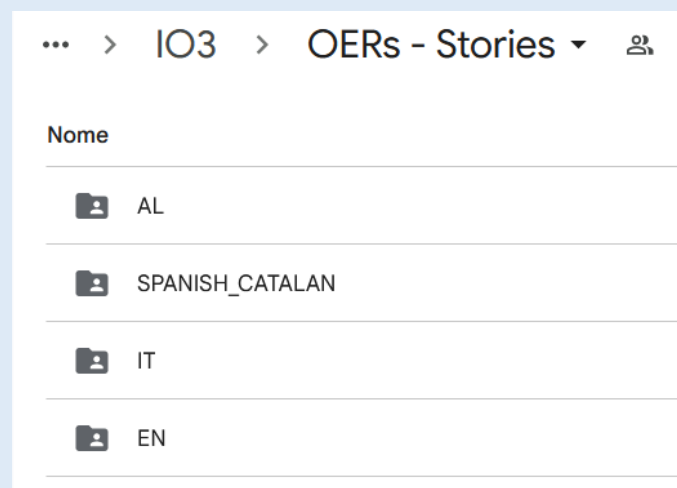 ... > IO3 > OERs - Stories
Nome
AL
SPANISH_CATALAN
IT
EN